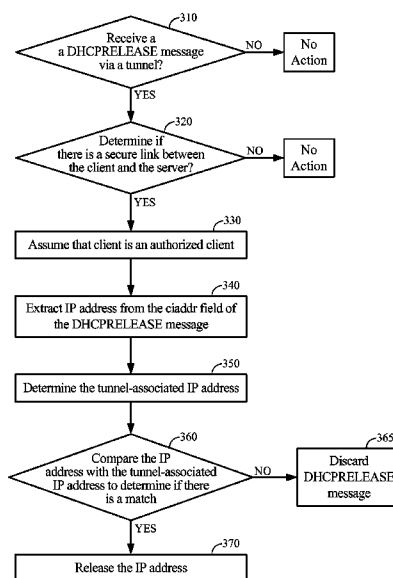 310
Receive a
a DHCPRELEASE message
via a tunnel?
NO
No
Action
YES
320
Determine if
there is a secure link between
the client and the server?
NO
No
Action
YES
330
Assume that client is an authorized client
340
Extract IP address from the ciaddr field of
the DHCPRELEASE message
350
Determine the tunnel-associated IP address
360
Compare the IP
address with the tunnel-associated
IP address to determine if there
is a match
NO
365
Discard
DHCPRELEASE
message
YES
370
Release the IP address